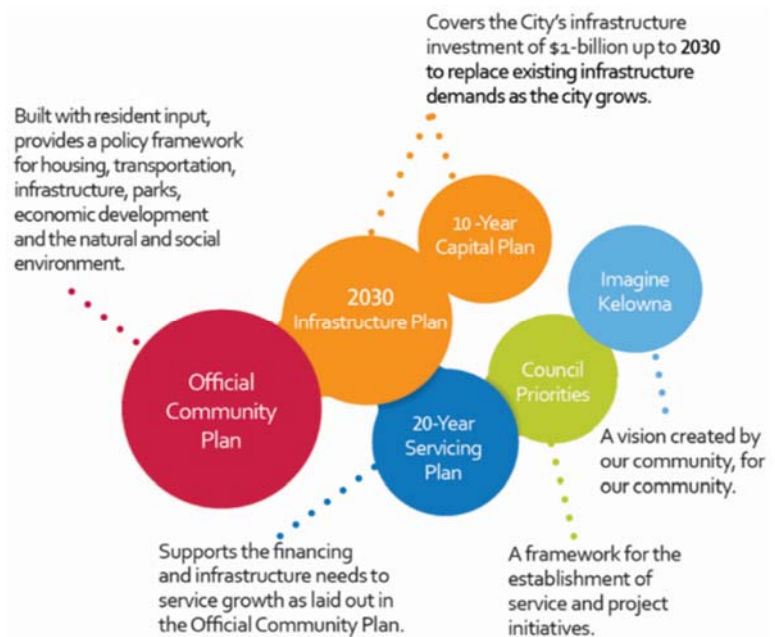 Covers the City's infrastructure
investment of $1-billion up to 2030
to replace existing infrastructure
demands as the city grows.
Built with resident input,
provides a policy framework
for housing, transportation,
infrastructure, parks,
economic development
and the natural and social
environment.
10 -Year
Capital Plan
Imagine
Kelowna
2030
Infrastructure Plan
Official
Community
Plan
Council
Priorities
20-Year
Servicing
Plan
A vision created by
our community, for
our community.
Supports the financing
and infrastructure needs to
service growth as laid out in
the Official Community Plan.
A framework for the
establishment of
service and project
initiatives.